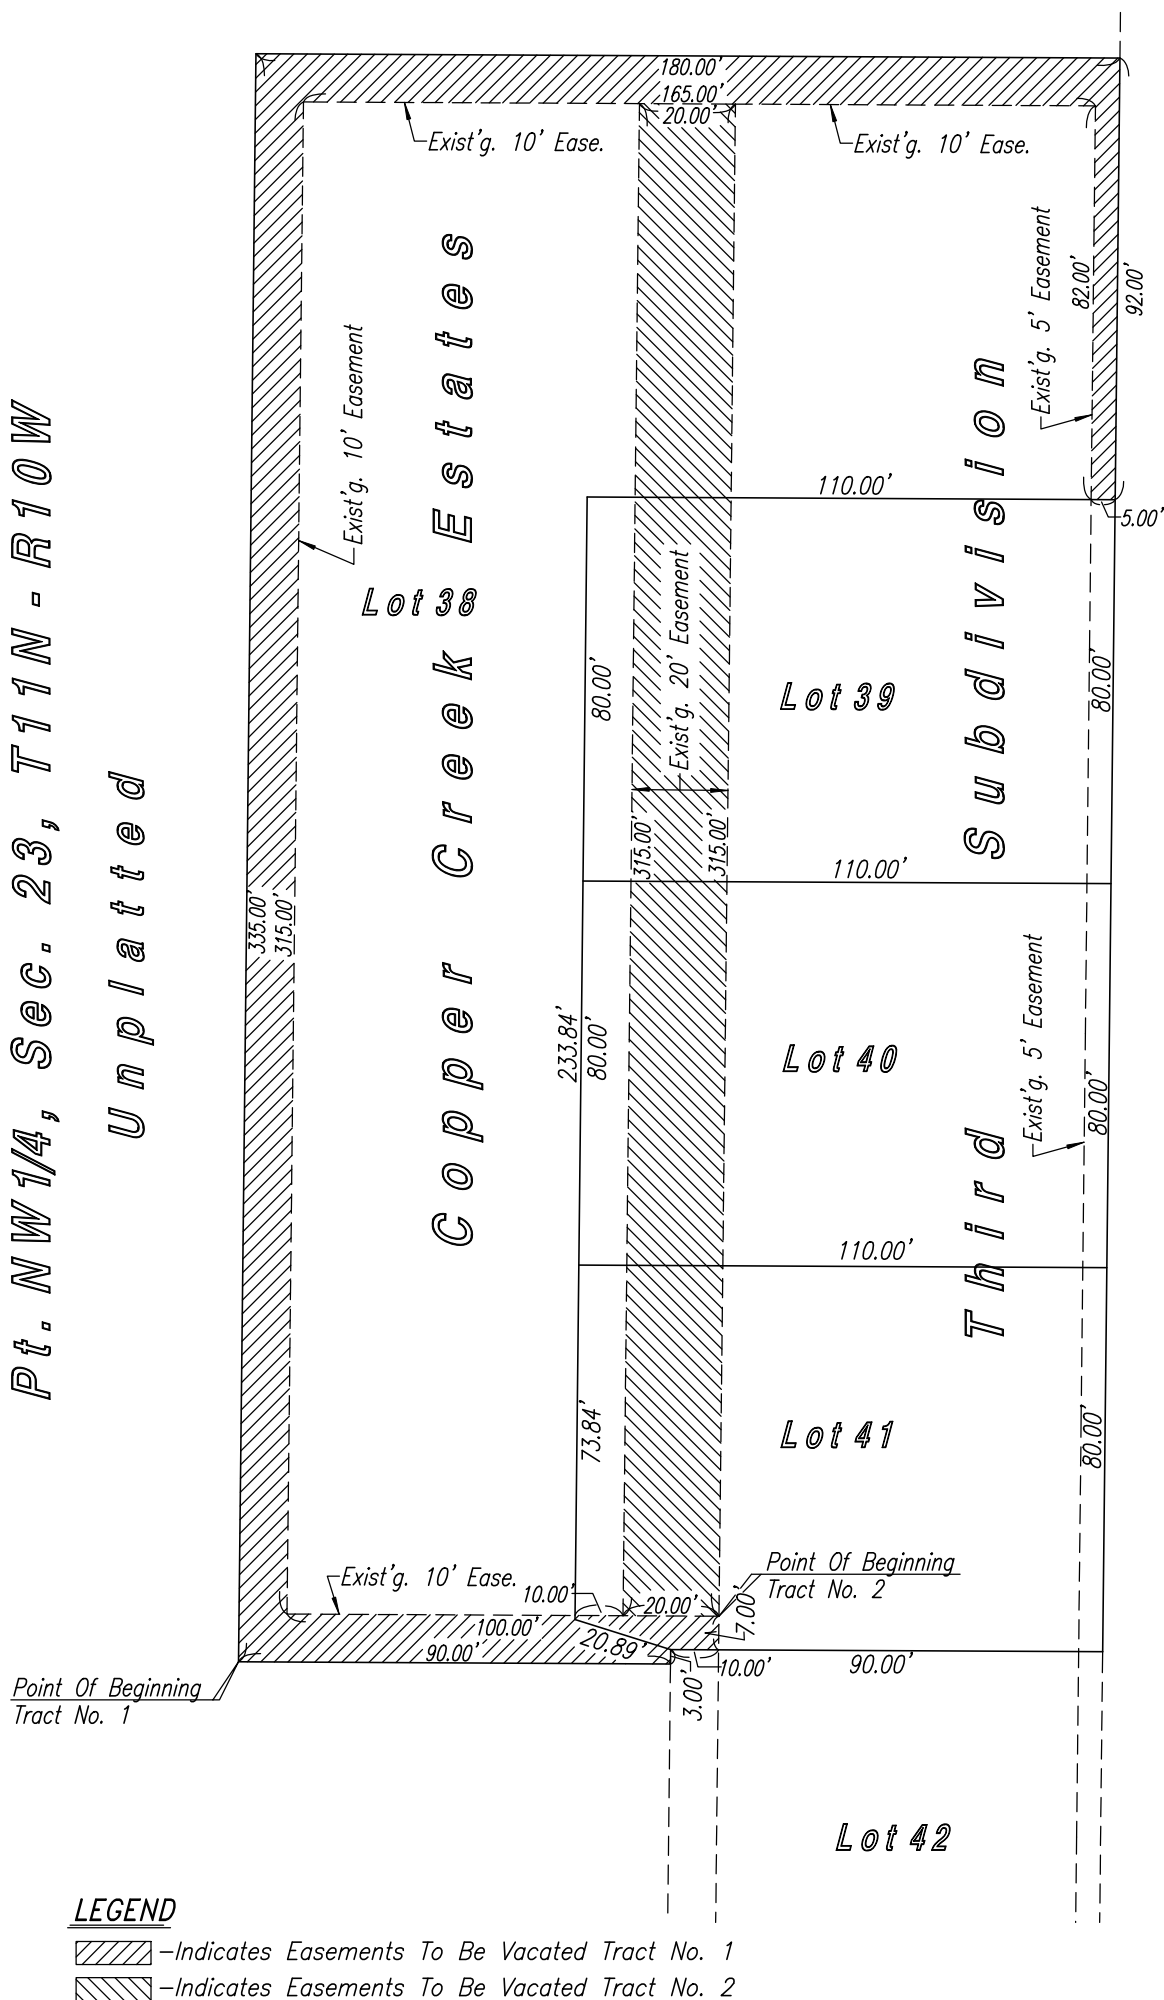 180.00'
165.00'
20.00'
Exist'g. 10' Ease.
Exist'g. 10' Ease.
Exist'g. 10' Easement
Exist'g. 5' Easement
82.00'
92.00'
Pt. NW 1/4, Sec. 23, T11N - R10W
Unplatted
Copper Creek Estates
Third Subdivision
110.00'
5.00'
Lot 38
Exist'g. 20' Easement
80.00'
Lot 39
80.00'
315.00'
315.00'
110.00'
335.00'
315.00'
233.84'
80.00'
Lot 40
Exist'g. 5' Easement
80.00'
110.00'
73.84'
Lot 41
80.00'
Exist'g. 10' Ease.
10.00'
20.00'
Point Of Beginning
Tract No. 2
7.00'
100.00'
90.00'
20.89'
3.00'
10.00'
90.00'
Point Of Beginning
Tract No. 1
Lot 42
LEGEND
-Indicates Easements To Be Vacated Tract No. 1
-Indicates Easements To Be Vacated Tract No. 2